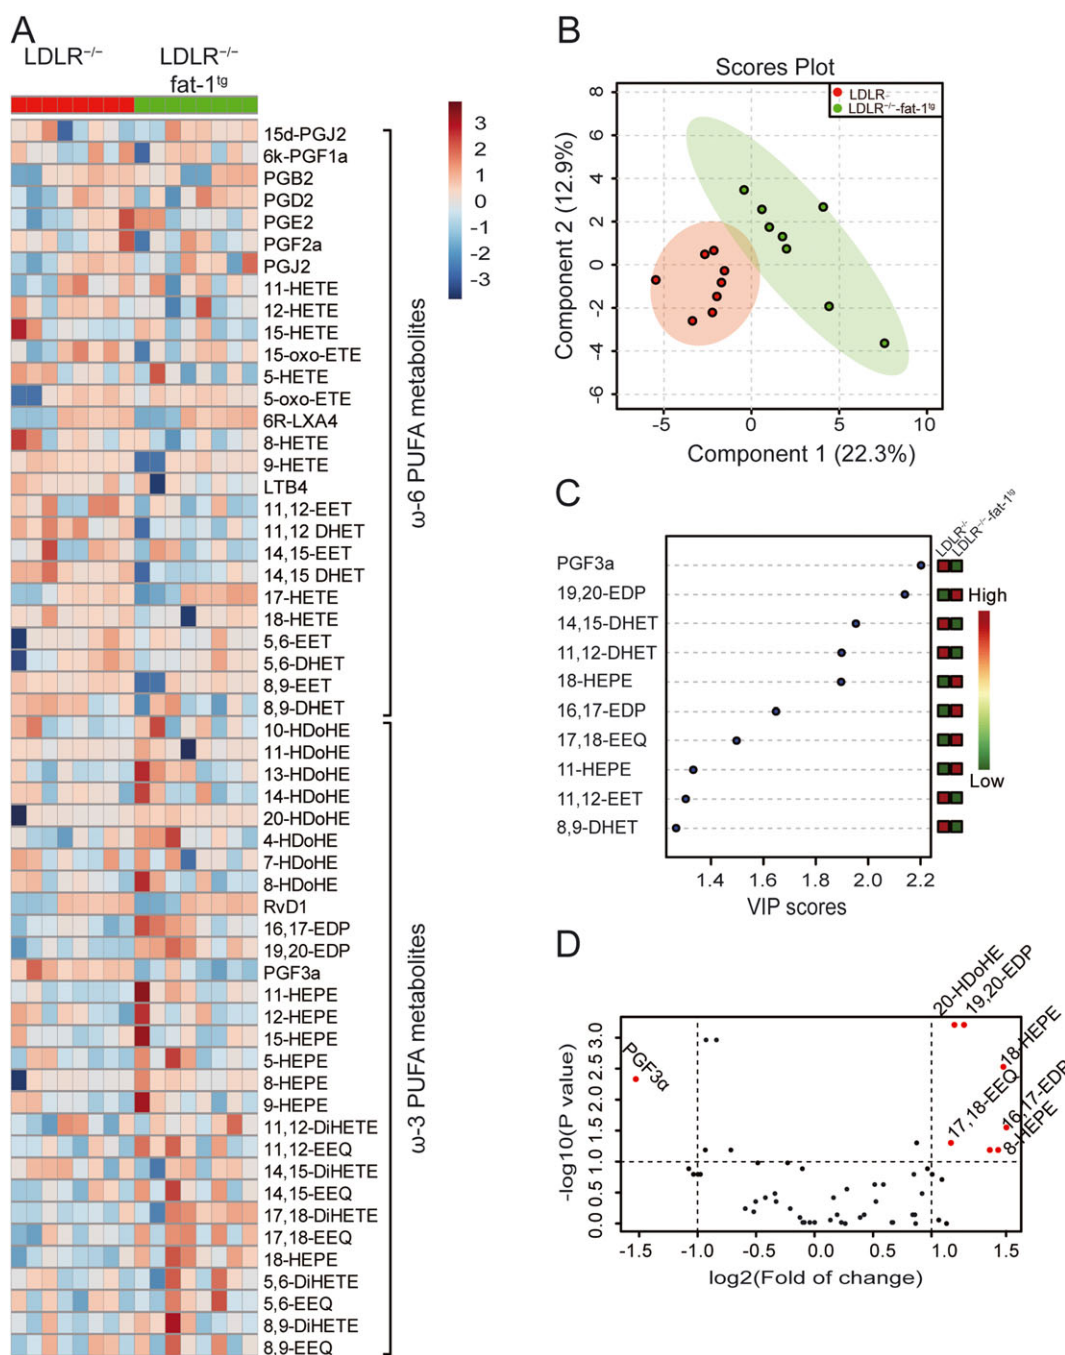 A
LDLR⁻/⁻
LDLR⁻/⁻
fat-1ᵗᵍ
15d-PGJ2
6k-PGF1a
PGB2
PGD2
PGE2
PGF2a
PGJ2
11-HETE
12-HETE
15-HETE
15-oxo-ETE
5-HETE
5-oxo-ETE
6R-LXA4
8-HETE
9-HETE
LTB4
11,12-EET
11,12 DHET
14,15-EET
14,15 DHET
17-HETE
18-HETE
5,6-EET
5,6-DHET
8,9-EET
8,9-DHET
10-HDoHE
11-HDoHE
13-HDoHE
14-HDoHE
20-HDoHE
4-HDoHE
7-HDoHE
8-HDoHE
RvD1
16,17-EDP
19,20-EDP
PGF3a
11-HEPE
12-HEPE
15-HEPE
5-HEPE
8-HEPE
9-HEPE
11,12-DiHETE
11,12-EEQ
14,15-DiHETE
14,15-EEQ
17,18-DiHETE
17,18-EEQ
18-HEPE
5,6-DiHETE
5,6-EEQ
8,9-DiHETE
8,9-EEQ
ω-6 PUFA metabolites
ω-3 PUFA metabolites
3
2
1
0
-1
-2
-3
B
Scores Plot
LDLR⁻
LDLR⁻/⁻-fat-1ᵗᵍ
Component 2 (12.9%)
8
6
4
2
0
-2
-4
-6
-5
0
5
10
Component 1 (22.3%)
C
LDLR⁻/⁻
LDLR⁻/⁻-fat-1ᵗᵍ
PGF3a
19,20-EDP
14,15-DHET
11,12-DHET
18-HEPE
16,17-EDP
17,18-EEQ
11-HEPE
11,12-EET
8,9-DHET
High
Low
1.4
1.6
1.8
2.0
2.2
VIP scores
D
20-HDoHE
19,20-EDP
PGF3α
18-HEPE
17,18-EEQ
16,17-EDP
8-HEPE
-log10(P value)
3.0
2.5
2.0
1.5
1.0
0.5
0.0
-1.5
-1.0
-0.5
0.0
0.5
1.0
1.5
log2(Fold of change)